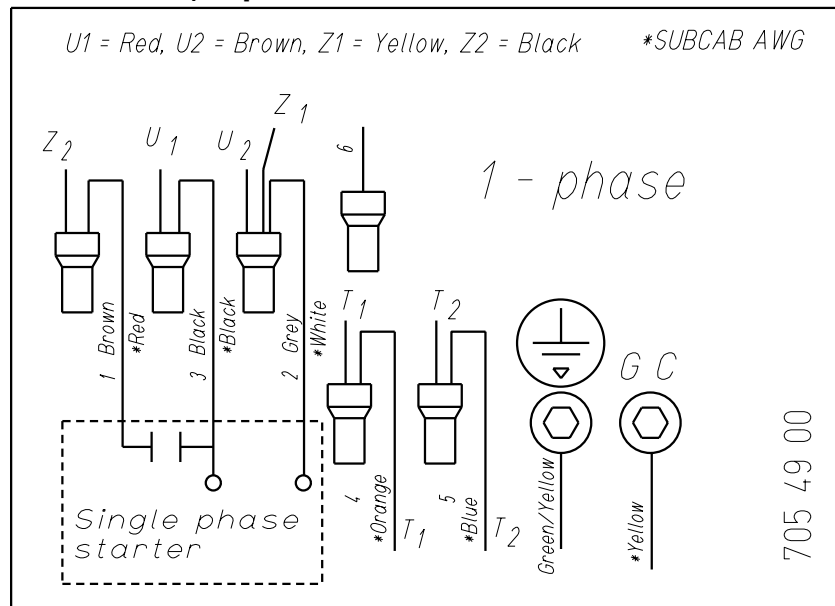 U1 = Red, U2 = Brown, Z1 = Yellow, Z2 = Black
*SUBCAB AWG
Z2
U1
U2
Z1
6
1 - phase
1 Brown
*Red
3 Black
*Black
2 Grey
*White
T1
T2
G C
4
*Orange
T1
5
*Blue
T2
Green/Yellow
*Yellow
Single phase
starter
705 49 00